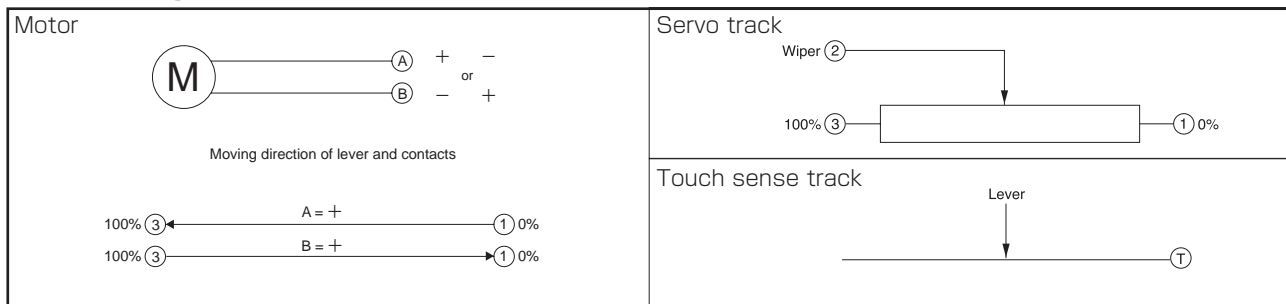 Motor
M
A + −
or
B − +
Moving direction of lever and contacts
100% 3 A = + 1 0%
100% 3 B = + 1 0%
Servo track
Wiper 2
100% 3 1 0%
Touch sense track
Lever
T